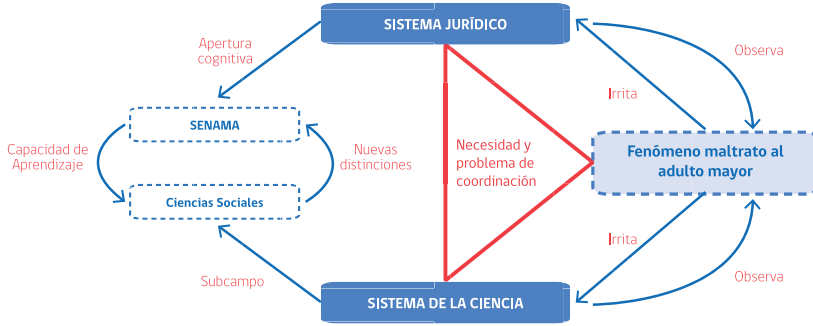 SISTEMA JURÍDICO
Apertura
cognitiva
Observa
Irrita
SENAMA
Capacidad de
Aprendizaje
Nuevas
distinciones
Necesidad y
problema de
coordinación
Fenómeno maltrato al
adulto mayor
Ciencias Sociales
Irrita
Subcampo
Observa
SISTEMA DE LA CIENCIA